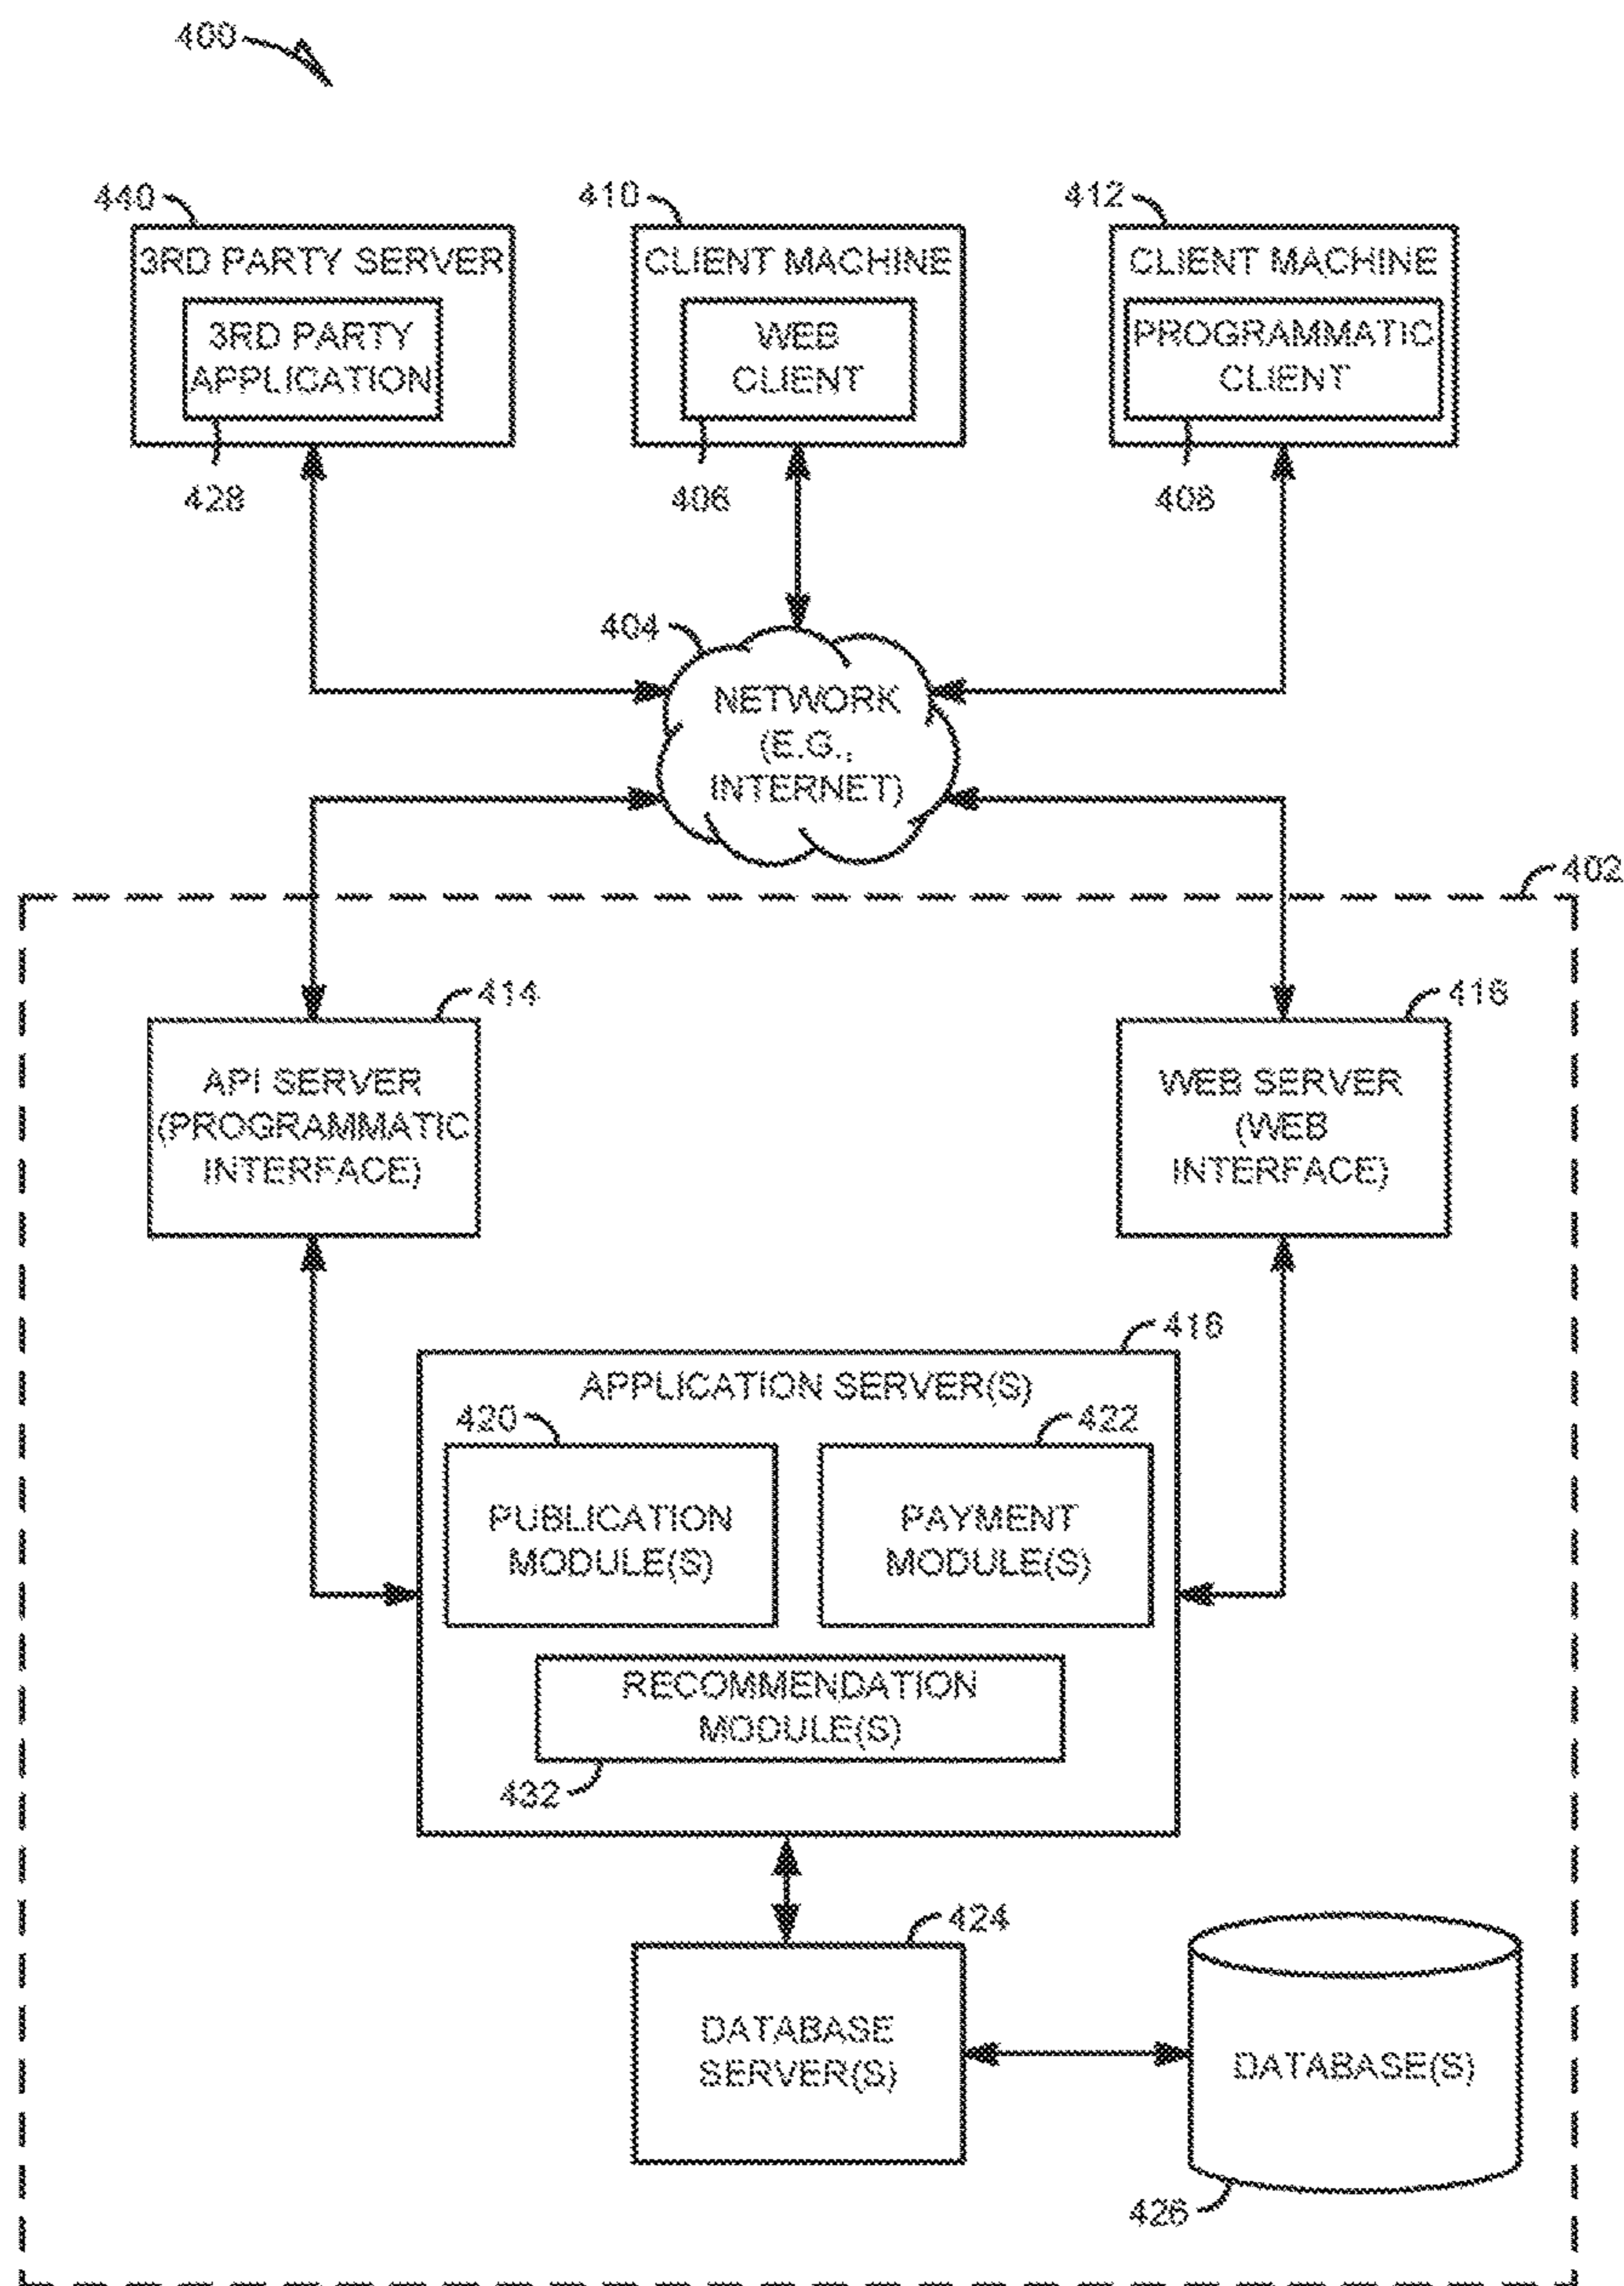 400
440
410
412
3RD PARTY SERVER
CLIENT MACHINE
CLIENT MACHINE
3RD PARTY
APPLICATION
WEB
CLIENT
PROGRAMMATIC
CLIENT
428
406
408
404
NETWORK
(E.G.,
INTERNET)
402
414
416
API SERVER
(PROGRAMMATIC
INTERFACE)
WEB SERVER
(WEB
INTERFACE)
418
APPLICATION SERVER(S)
420
422
PUBLICATION
MODULE(S)
PAYMENT
MODULE(S)
RECOMMENDATION
MODULE(S)
432
424
DATABASE
SERVER(S)
DATABASE(S)
426